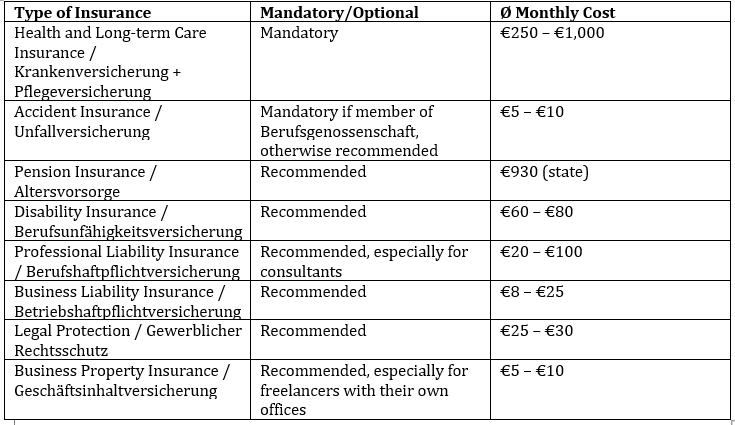 Type of Insurance Mandatory/Optional Ø Monthly Cost
Health and Long-term Care Mandatory €250 – €1,000
Insurance /
Krankenversicherung +
Pflegeversicherung
Accident Insurance / Mandatory if member of €5 – €10
Unfallversicherung Berufsgenossenschaft,
otherwise recommended
Pension Insurance / Recommended €930 (state)
Altersvorsorge
Disability Insurance / Recommended €60 – €80
Berufsunfähigkeitsversicherung
Professional Liability Insurance Recommended, especially for €20 – €100
/ Berufshaftpflichtversicherung consultants
Business Liability Insurance / Recommended €8 – €25
Betriebshaftpflichtversicherung
Legal Protection / Gewerblicher Recommended €25 – €30
Rechtsschutz
Business Property Insurance / Recommended, especially for €5 – €10
Geschäftsinhaltversicherung freelancers with their own
offices